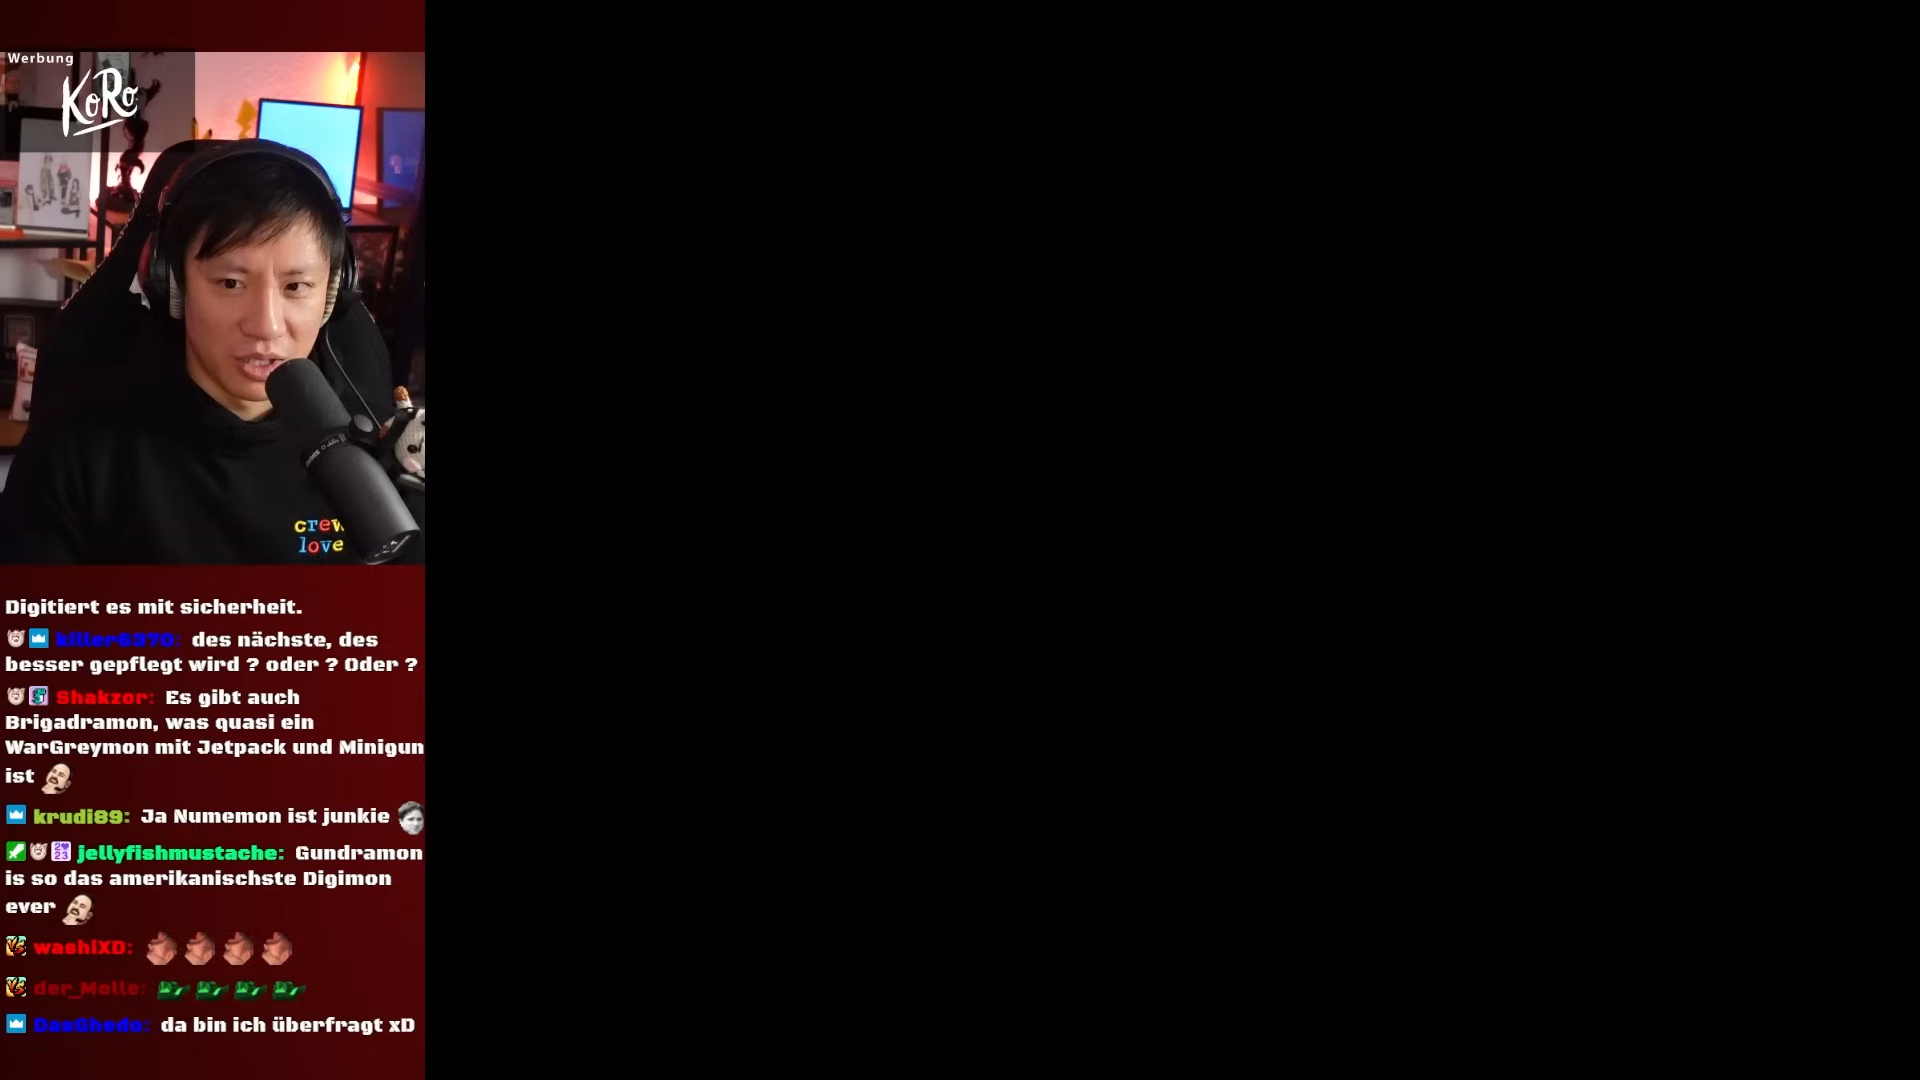 Werbung
KoRo
crew
love
Digitiert es mit sicherheit.
killer6370: des nächste, des
besser gepflegt wird ? oder ? Oder ?
Shakzor: Es gibt auch
Brigadramon, was quasi ein
WarGreymon mit Jetpack und Minigun
ist
krudi89: Ja Numemon ist junkie
jellyfishmustache: Gundramon
is so das amerikanischste Digimon
ever
washiXD:
der_Molle:
DasGhedo: da bin ich überfragt xD